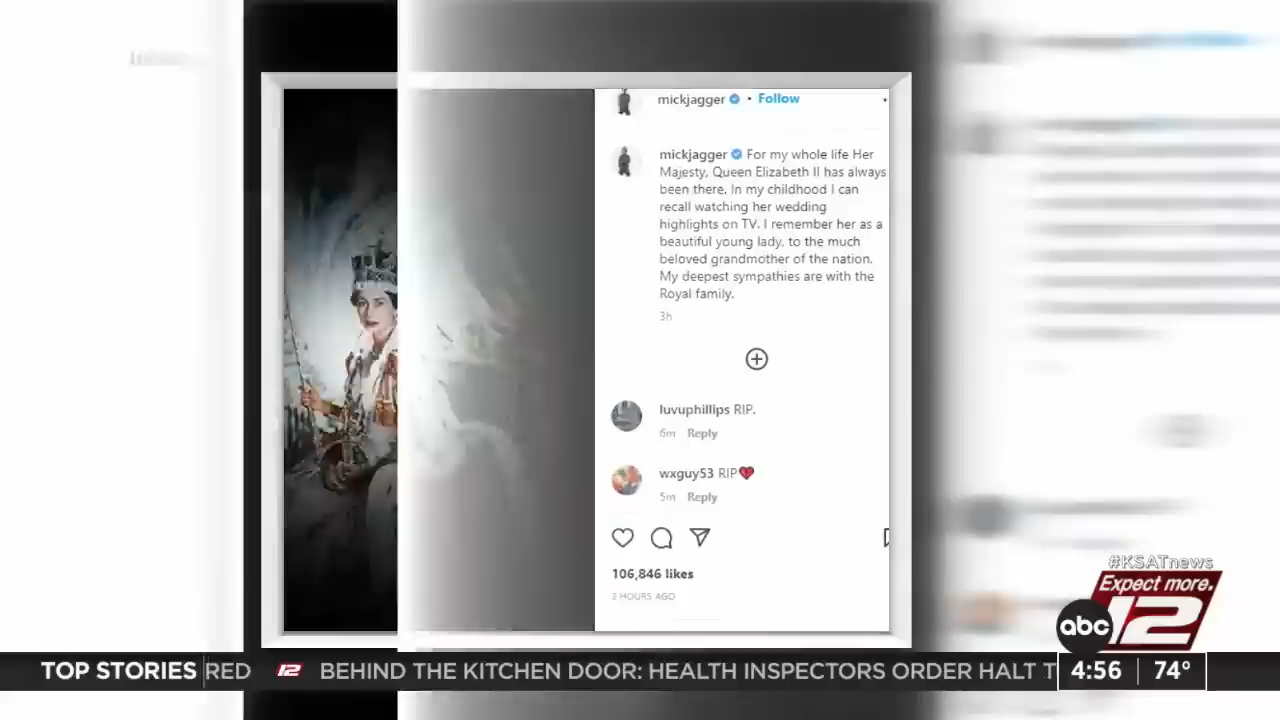 mickjagger • Follow
mickjagger For my whole life Her
Majesty, Queen Elizabeth II has always
been there. In my childhood I can
recall watching her wedding
highlights on TV. I remember her as a
beautiful young lady, to the much
beloved grandmother of the nation.
My deepest sympathies are with the
Royal family.
3h
luvuphillips RIP.
6m Reply
wxguy53 RIP
5m Reply
106,846 likes
3 HOURS AGO
#KSATnews
Expect more.
abc 12
TOP STORIES RED 12 BEHIND THE KITCHEN DOOR: HEALTH INSPECTORS ORDER HALT T 4:56 74°